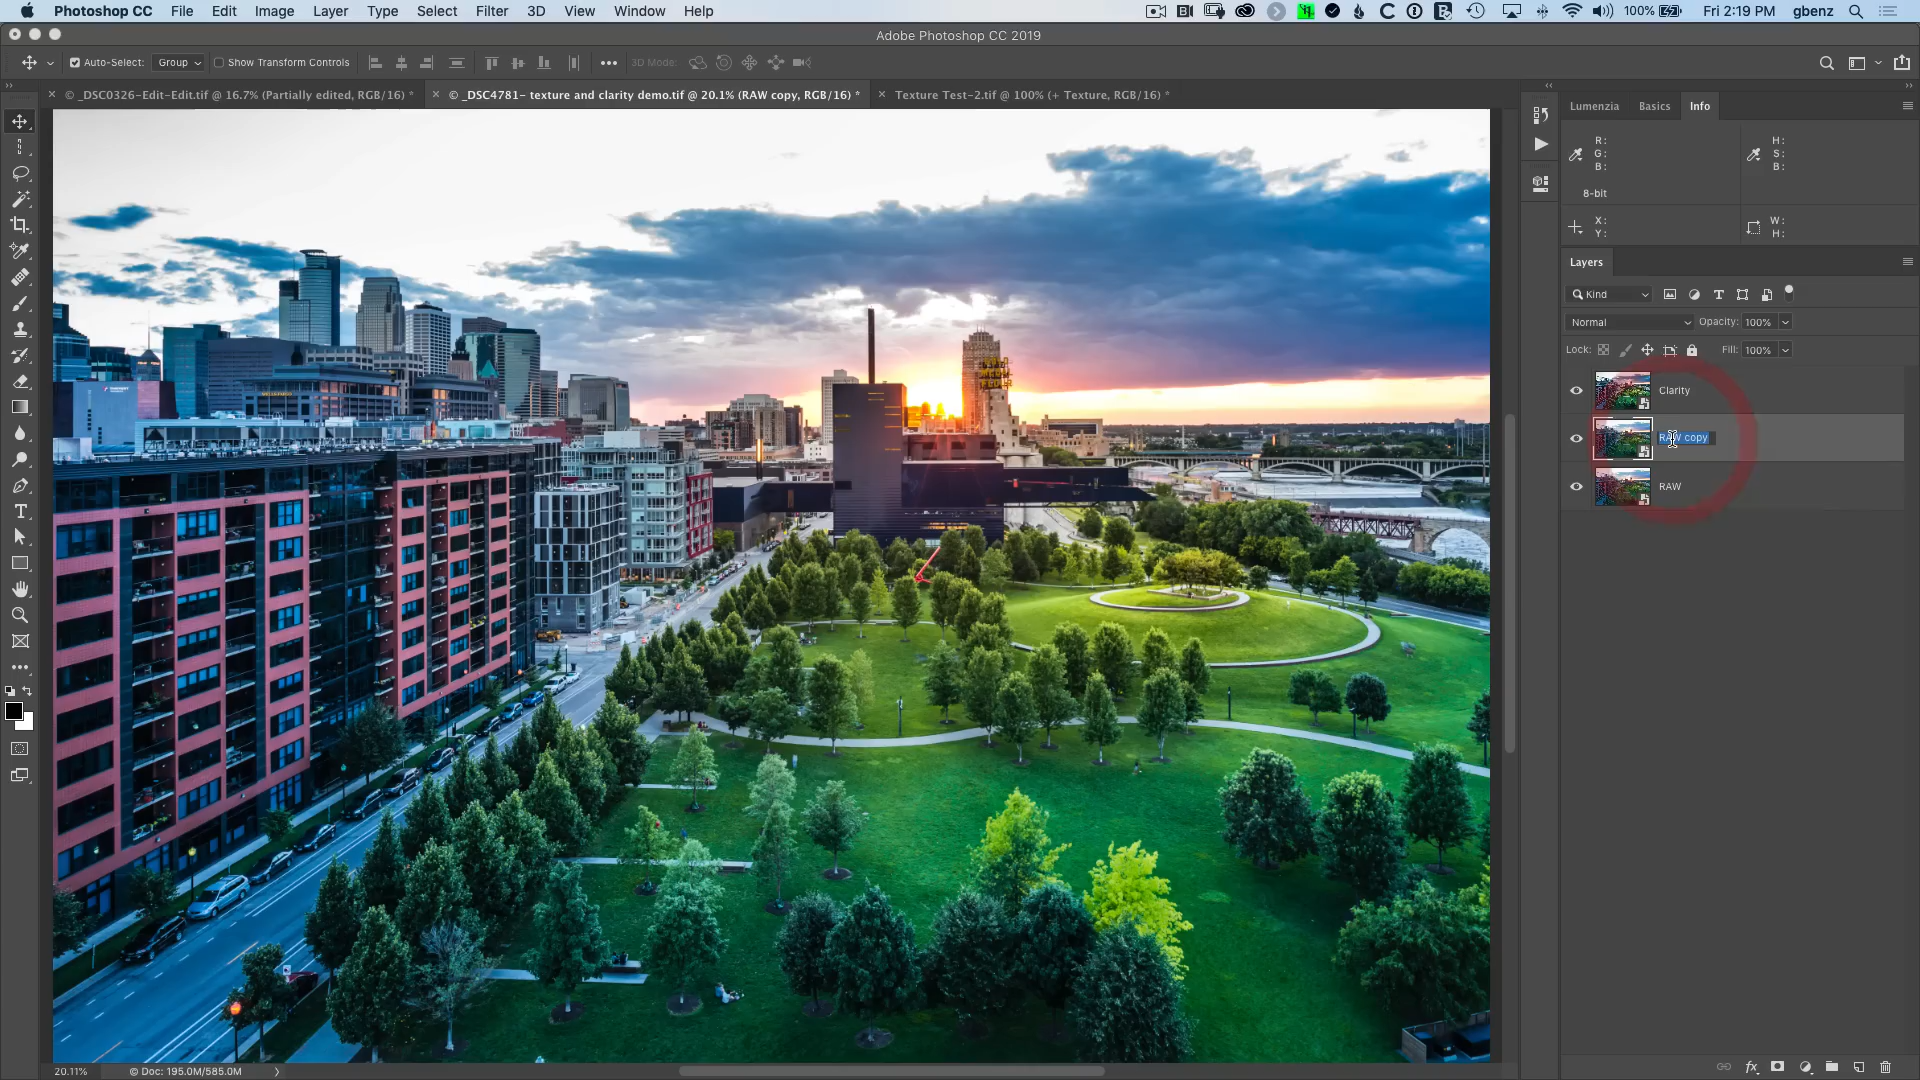 Photoshop CC File Edit Image Layer Type Select Filter 3D View Window Help 100% Fri 2:19 PM gbenz
Adobe Photoshop CC 2019
Auto-Select: Group Show Transform Controls 3D Mode:
© _DSC0326-Edit-Edit.tif @ 16.7% (Partially edited, RGB/16) *
© _DSC4781- texture and clarity demo.tif @ 20.1% (RAW copy, RGB/16) *
Texture Test-2.tif @ 100% (+ Texture, RGB/16) *
Lumenzia Basics Info
R: H:
G: S:
B: B:
8-bit
X: W:
Y: H:
Layers
Kind
Normal Opacity: 100%
Lock: Fill: 100%
Clarity
RAW copy
RAW
20.11% © Doc: 195.0M/585.0M